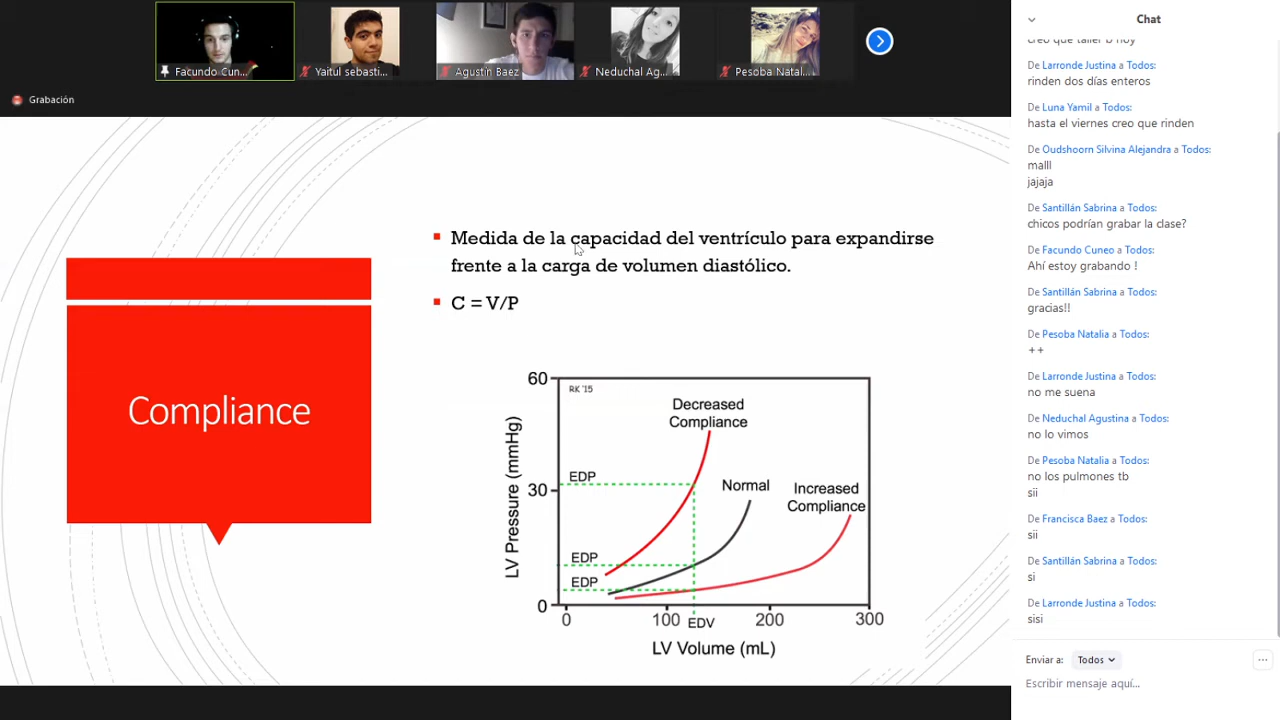 Facundo Cun...
Yaitul sebasti...
Agustín Baez
Neducha​l Ag...
Pesoba Natal...
Grabación
Compliance
Medida de la capacidad del ventrículo para expandirse
frente a la carga de volumen diastólico.
C = V/P
RK '15
60
30
0
LV Pressure (mmHg)
Decreased
Compliance
Normal
Increased
Compliance
EDP
EDP
EDP
0
100
EDV
200
300
LV Volume (mL)
Chat
creo que taller b hoy
De Larronde Justina a Todos:
rinden dos días enteros
De Luna Yamil a Todos:
hasta el viernes creo que rinden
De Oudshoorn Silvina Alejandra a Todos:
malll
jajaja
De Santillán Sabrina a Todos:
chicos podrían grabar la clase?
De Facundo Cuneo a Todos:
Ahí estoy grabando !
De Santillán Sabrina a Todos:
gracias!!
De Pesoba Natalia a Todos:
++
De Larronde Justina a Todos:
no me suena
De Neduchal Agustina a Todos:
no lo vimos
De Pesoba Natalia a Todos:
no los pulmones tb
sii
De Francisca Baez a Todos:
sii
De Santillán Sabrina a Todos:
si
De Larronde Justina a Todos:
sisi
Enviar a: Todos
Escribir mensaje aquí...